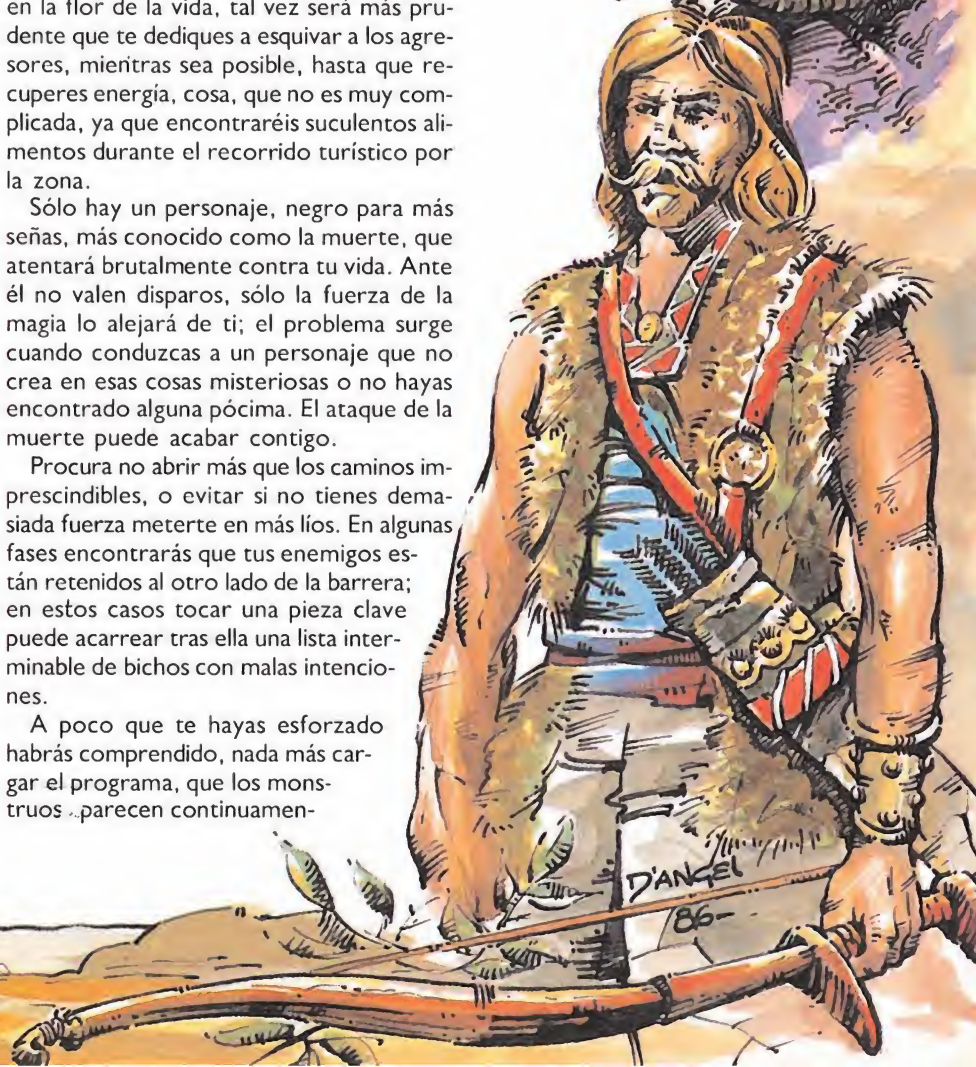 en la flor de la vida, tal vez será más pru-
dente que te dediques a esquivar a los agre-
sores, mientras sea posible, hasta que re-
cuperes energía, cosa, que no es muy com-
plicada, ya que encontraréis suculentos ali-
mentos durante el recorrido turístico por
la zona.
Sólo hay un personaje, negro para más
señas, más conocido como la muerte, que
atentará brutalmente contra tu vida. Ante
él no valen disparos, sólo la fuerza de la
magia lo alejará de ti; el problema surge
cuando conduzcas a un personaje que no
crea en esas cosas misteriosas o no hayas
encontrado alguna pócima. El ataque de la
muerte puede acabar contigo.
Procura no abrir más que los caminos im-
prescindibles, o evitar si no tienes dema-
siada fuerza meterte en más líos. En algunas
fases encontrarás que tus enemigos es-
tán retenidos al otro lado de la barrera;
en estos casos tocar una pieza clave
puede acarrear tras ella una lista inter-
minable de bichos con malas intencio-
nes.
A poco que te hayas esforzado
habrás comprendido, nada más car-
gar el programa, que los mons-
truos parecen continuamen-
D'ANGEL
86-